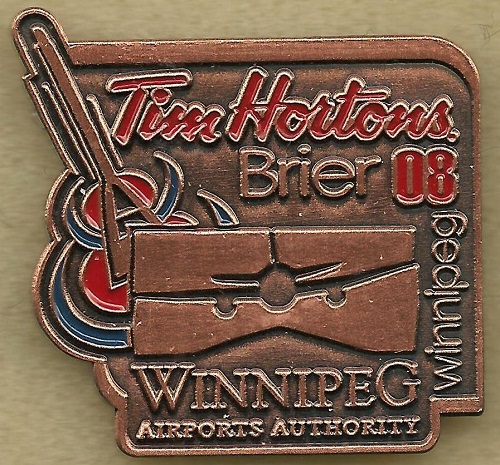 Tim Hortons
Brier 08
winnipeg
WINNIPEG
AIRPORTS AUTHORITY